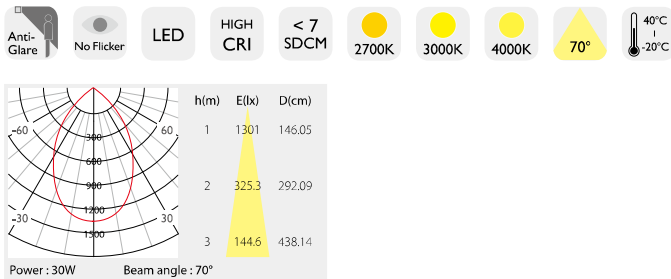 Anti-
Glare
No Flicker
LED
HIGH
CRI
< 7
SDCM
2700K
3000K
4000K
70°
40°C
-20°C
h(m) E(lx) D(cm)
1 1301 146.05
2 325.3 292.09
3 144.6 438.14
-60 60
300
600
900
1200
-30 30
1500
Power : 30W Beam angle : 70°